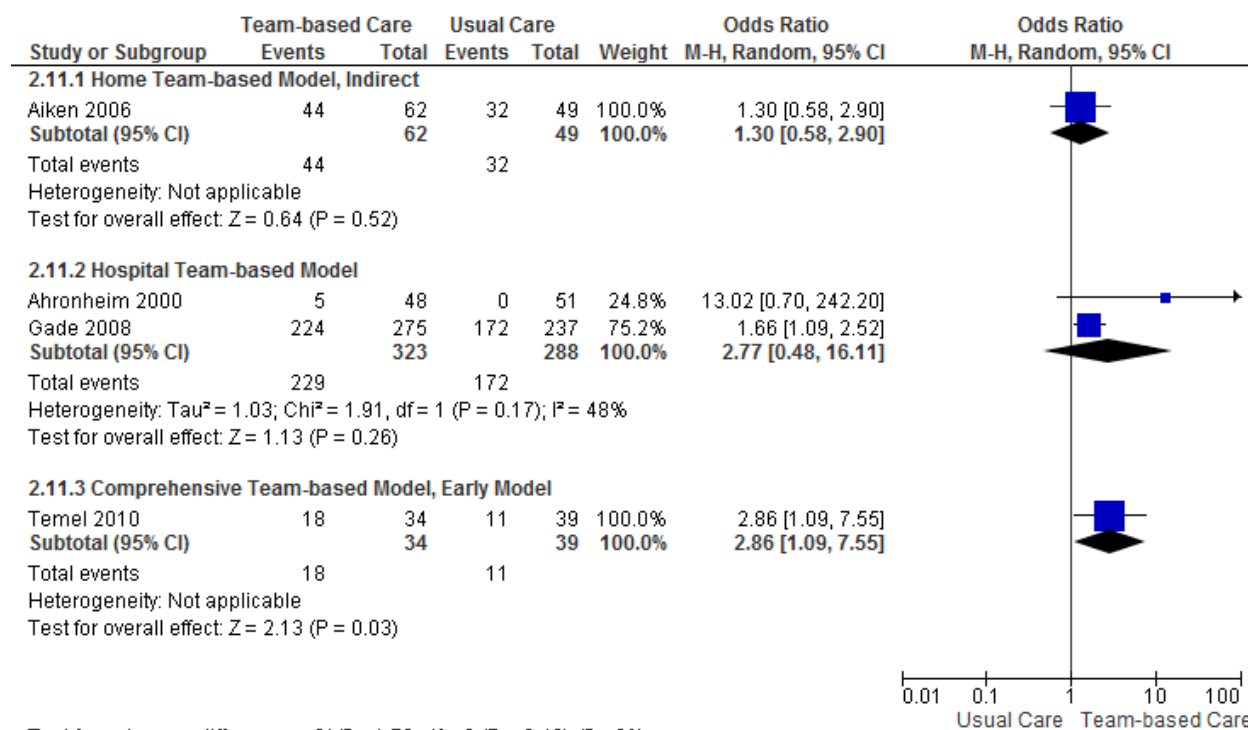 Team-based Care Usual Care Odds Ratio Odds Ratio
Study or Subgroup Events Total Events Total Weight M-H, Random, 95% CI M-H, Random, 95% CI
2.11.1 Home Team-based Model, Indirect
Aiken 2006 44 62 32 49 100.0% 1.30 [0.58, 2.90]
Subtotal (95% CI) 62 49 100.0% 1.30 [0.58, 2.90]
Total events 44 32
Heterogeneity: Not applicable
Test for overall effect: Z = 0.64 (P = 0.52)
2.11.2 Hospital Team-based Model
Ahronheim 2000 5 48 0 51 24.8% 13.02 [0.70, 242.20]
Gade 2008 224 275 172 237 75.2% 1.66 [1.09, 2.52]
Subtotal (95% CI) 323 288 100.0% 2.77 [0.48, 16.11]
Total events 229 172
Heterogeneity: Tau² = 1.03; Chi² = 1.91, df = 1 (P = 0.17); I² = 48%
Test for overall effect: Z = 1.13 (P = 0.26)
2.11.3 Comprehensive Team-based Model, Early Model
Temel 2010 18 34 11 39 100.0% 2.86 [1.09, 7.55]
Subtotal (95% CI) 34 39 100.0% 2.86 [1.09, 7.55]
Total events 18 11
Heterogeneity: Not applicable
Test for overall effect: Z = 2.13 (P = 0.03)
0.01 0.1 1 10 100
Usual Care Team-based Care